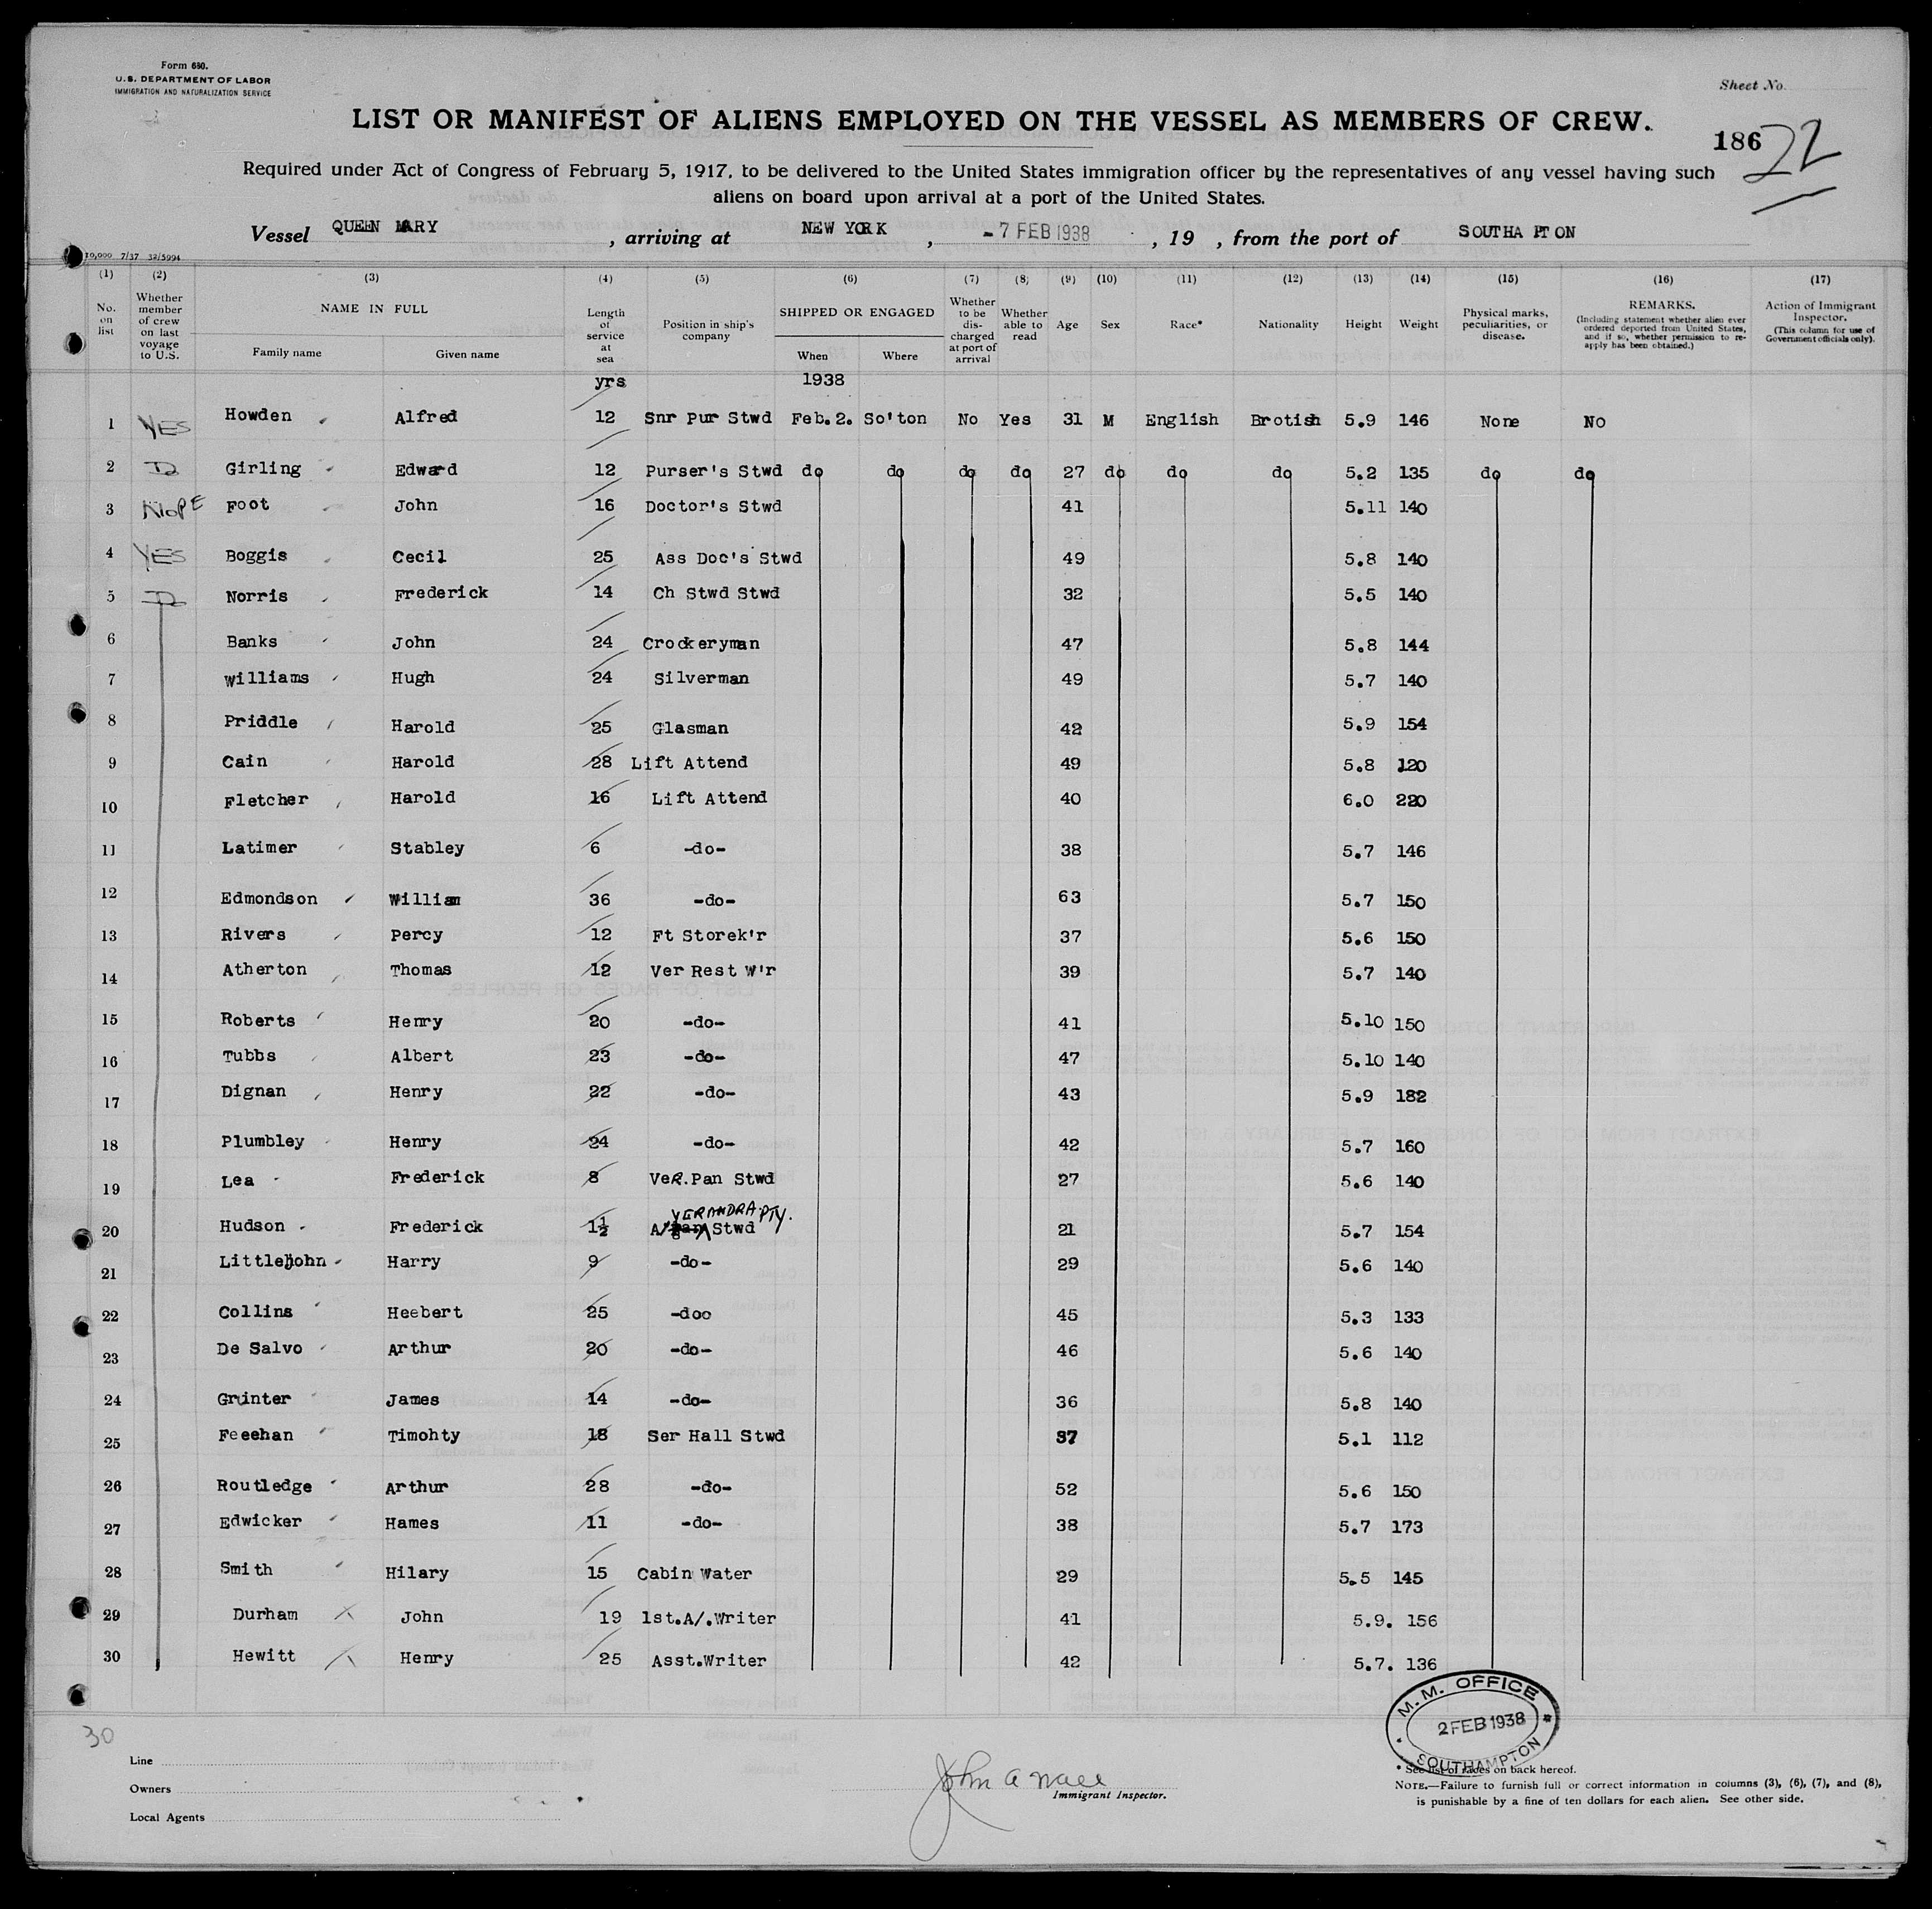 Form 680.
U.S. DEPARTMENT OF LABOR
IMMIGRATION AND NATURALIZATION SERVICE
Sheet No.
LIST OR MANIFEST OF ALIENS EMPLOYED ON THE VESSEL AS MEMBERS OF CREW.
186 22
Required under Act of Congress of February 5, 1917, to be delivered to the United States immigration officer by the representatives of any vessel having such
aliens on board upon arrival at a port of the United States.
Vessel QUEEN MARY , arriving at NEW YORK , -7 FEB 1938 , 19 , from the port of SOUTHA PT ON
10,000 7/37 32/5994
(1) (2) (3) (4) (5) (6) (7) (8) (9) (10) (11) (12) (13) (14) (15) (16) (17)
No. on list
Whether member of crew on last voyage to U.S.
NAME IN FULL
Family name Given name
Length of service at sea
Position in ship's company
SHIPPED OR ENGAGED
When Where
Whether to be discharged at port of arrival
Whether able to read
Age
Sex
Race*
Nationality
Height
Weight
Physical marks, peculiarities, or disease.
REMARKS.
(Including statement whether alien ever ordered deported from United States, and if so, whether permission to re-apply has been obtained.)
Action of Immigrant Inspector.
(This column for use of Government officials only).
yrs 1938
1 YES Howden Alfred 12 Snr Pur Stwd Feb.2. So'ton No Yes 31 M English Brotish 5.9 146 None No
2 Do Girling Edward 12 Purser's Stwd do do do do 27 do do do 5.2 135 do do
3 Foot John 16 Doctor's Stwd 41 5.11 140
4 YES Boggis Cecil 25 Ass Doc's Stwd 49 5.8 140
5 Do Norris Frederick 14 Ch Stwd Stwd 32 5.5 140
6 Banks John 24 Crockeryman 47 5.8 144
7 Williams Hugh 24 Silverman 49 5.7 140
8 Priddle Harold 25 Glasman 42 5.9 154
9 Cain Harold 28 Lift Attend 49 5.8 120
10 Fletcher Harold 16 Lift Attend 40 6.0 220
11 Latimer Stabley 6 -do- 38 5.7 146
12 Edmondson William 36 -do- 63 5.7 150
13 Rivers Percy 12 Ft Storek'r 37 5.6 150
14 Atherton Thomas 12 Ver Rest W'r 39 5.7 140
15 Roberts Henry 20 -do- 41 5.10 150
16 Tubbs Albert 23 -do- 47 5.10 140
17 Dignan Henry 22 -do- 43 5.9 182
18 Plumbley Henry 24 -do- 42 5.7 160
19 Lea Frederick 8 VeR.Pan Stwd 27 5.6 140
VERANDRA PTY.
20 Hudson Frederick 1½ A/ Stwd 21 5.7 154
21 Littlejohn Harry 9 -do- 29 5.6 140
22 Collins Heebert 25 -doo 45 5.3 133
23 De Salvo Arthur 20 -do- 46 5.6 140
24 Grunter James 14 -do- 36 5.8 140
25 Feeehan Timohty 18 Ser Hall Stwd 37 5.1 112
26 Routledge Arthur 28 -do- 52 5.6 150
27 Edwicker Hames 11 -do- 38 5.7 173
28 Smith Hilary 15 Cabin Water 29 5.5 145
29 Durham John 19 1st.A/.Writer 41 5.9. 156
30 Hewitt Henry 25 Asst.Writer 42 5.7. 136
M.M. OFFICE
2 FEB 1938
SOUTHAMPTON
30
Line
Owners
Local Agents
Immigrant Inspector.
* See list of races on back hereof.
NOTE.—Failure to furnish full or correct information in columns (3), (6), (7), and (8),
is punishable by a fine of ten dollars for each alien. See other side.